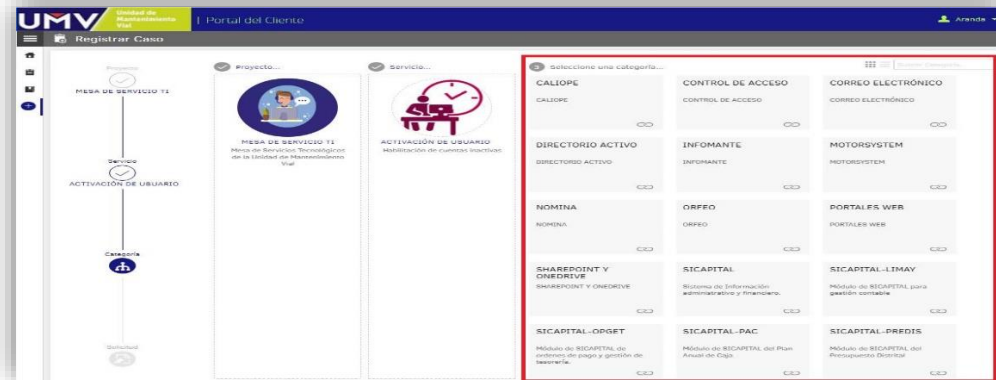 UMV
Unidad de
Mantenimiento
Vial
| Portal del Cliente
Aranda
Registrar Caso
Proyecto
MESA DE SERVICIO TI
Servicio
ACTIVACIÓN DE USUARIO
Categoría
Solicitud
Proyecto...
MESA DE SERVICIO TI
Mesa de Servicios Tecnológicos
de la Unidad de Mantenimiento
Vial
Servicio...
ACTIVACIÓN DE USUARIO
Habilitación de cuentas inactivas
3 Seleccione una categoría...
CALIOPE
CALIOPE
CONTROL DE ACCESO
CONTROL DE ACCESO
CORREO ELECTRÓNICO
CORREO ELECTRÓNICO
DIRECTORIO ACTIVO
DIRECTORIO ACTIVO
INFOMANTE
INFOMANTE
MOTORSYSTEM
MOTORSYSTEM
NOMINA
NOMINA
ORFEO
ORFEO
PORTALES WEB
PORTALES WEB
SHAREPOINT Y
ONEDRIVE
SHAREPOINT Y ONEDRIVE
SICAPITAL
Sistema de Información
administrativo y financiero.
SICAPITAL-LIMAY
Módulo de SICAPITAL para
gestión contable
SICAPITAL-OPGET
Módulo de SICAPITAL de
ordenes de pago y gestión de
tesorería.
SICAPITAL-PAC
Módulo de SICAPITAL del Plan
Anual de Caja
SICAPITAL-PREDIS
Módulo de SICAPITAL del
Presupuesto Distrital